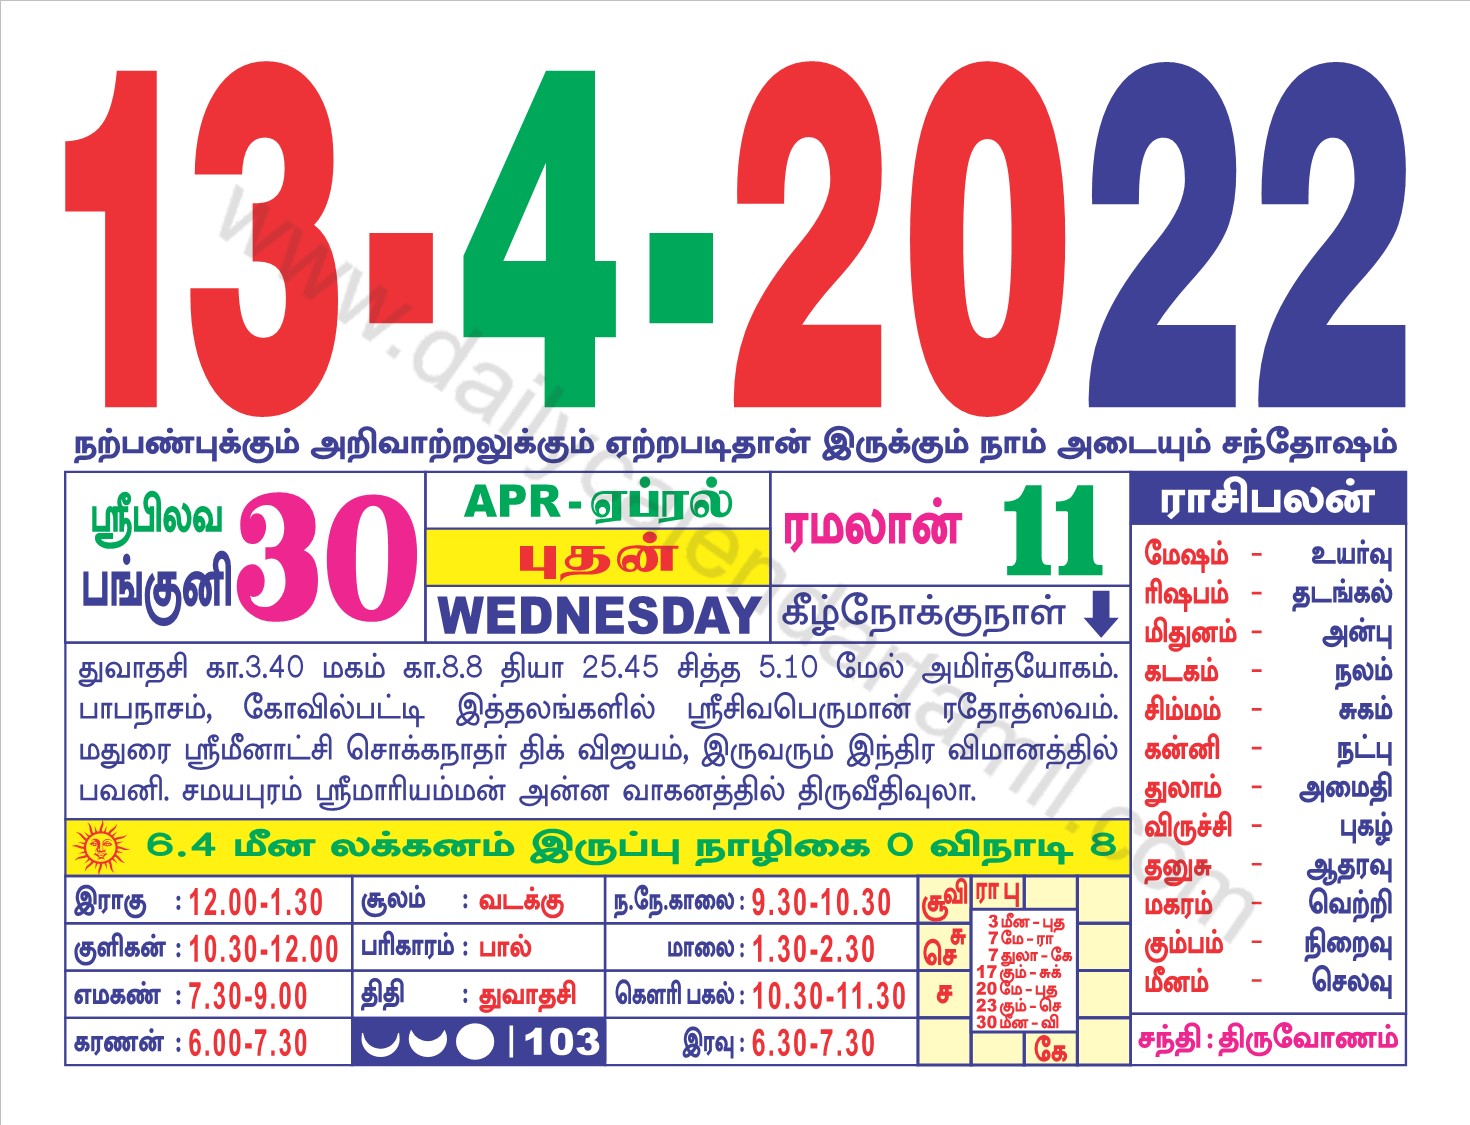 13-4-2022
நற்பண்புக்கும் அறிவாற்றலுக்கும் ஏற்றபடிதான் இருக்கும் நாம் அடையும் சந்தோஷம்
ஸ்ரீபிலவ
பங்குனி 30
APR - ஏப்ரல்
புதன்
WEDNESDAY
ரமலான் 11
கீழ்நோக்குநாள்
துவாதசி கா.3.40 மகம் கா.8.8 தியா 25.45 சித்த 5.10 மேல் அமிர்தயோகம்.
பாபநாசம், கோவில்பட்டி இத்தலங்களில் ஸ்ரீசிவபெருமான் ரதோத்ஸவம்.
மதுரை ஸ்ரீமீனாட்சி சொக்கநாதர் திக் விஜயம், இருவரும் இந்திர விமானத்தில்
பவனி. சமயபுரம் ஸ்ரீமாரியம்மன் அன்ன வாகனத்தில் திருவீதிவுலா.
6.4 மீன லக்கனம் இருப்பு நாழிகை 0 விநாடி 8
இராகு : 12.00-1.30
குளிகன் : 10.30-12.00
எமகண் : 7.30-9.00
கரணன் : 6.00-7.30
சூலம் : வடக்கு
பரிகாரம் : பால்
திதி : துவாதசி
| 103
ந.நே.காலை : 9.30-10.30
மாலை : 1.30-2.30
கௌரி பகல் : 10.30-11.30
இரவு : 6.30-7.30
சூ வி
ரா பு
செ சு
ச
3 மீன - புத
7 மே - ரா
7 துலா - கே
17 கும் - சுக்
20 மே - புத
23 கும் - செ
30 மீன - வி
கே
ராசிபலன்
மேஷம் - உயர்வு
ரிஷபம் - தடங்கல்
மிதுனம் - அன்பு
கடகம் - நலம்
சிம்மம் - சுகம்
கன்னி - நட்பு
துலாம் - அமைதி
விருச்சி - புகழ்
தனுசு - ஆதரவு
மகரம் - வெற்றி
கும்பம் - நிறைவு
மீனம் - செலவு
சந்தி : திருவோணம்
www.dailycalendartamil.com